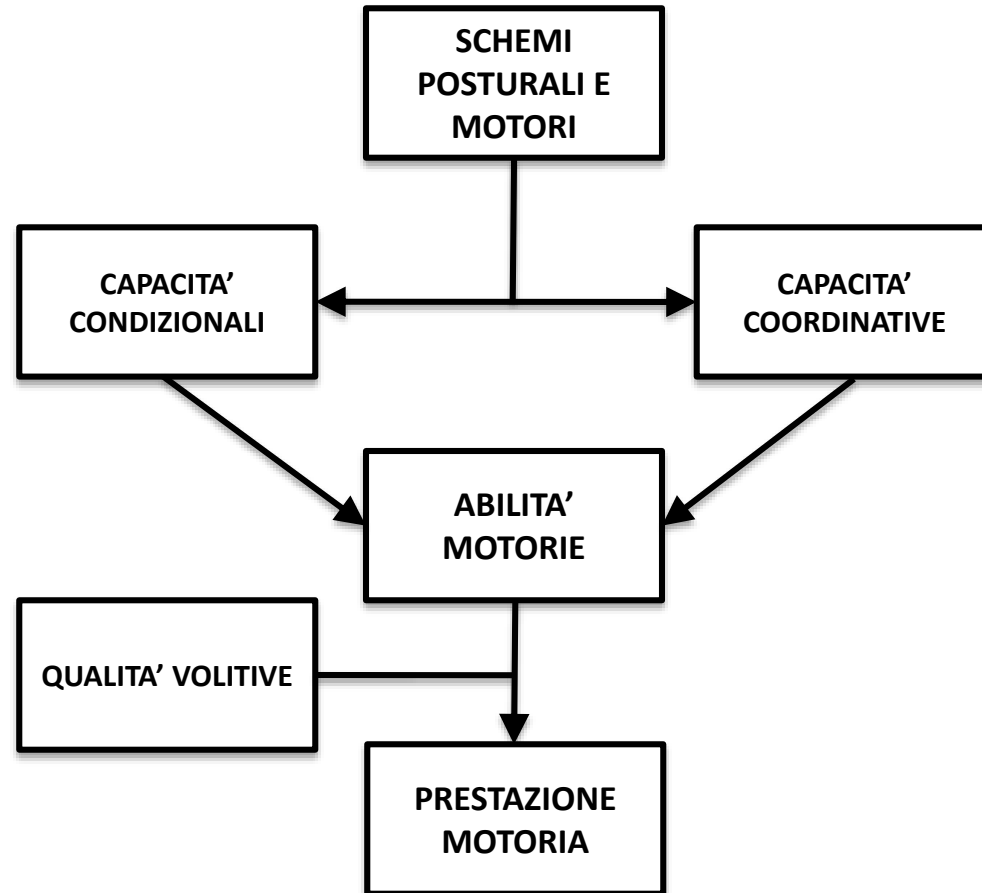 SCHEMI
POSTURALI E
MOTORI
CAPACITA’
CONDIZIONALI
CAPACITA’
COORDINATIVE
ABILITA’
MOTORIE
QUALITA’ VOLITIVE
PRESTAZIONE
MOTORIA